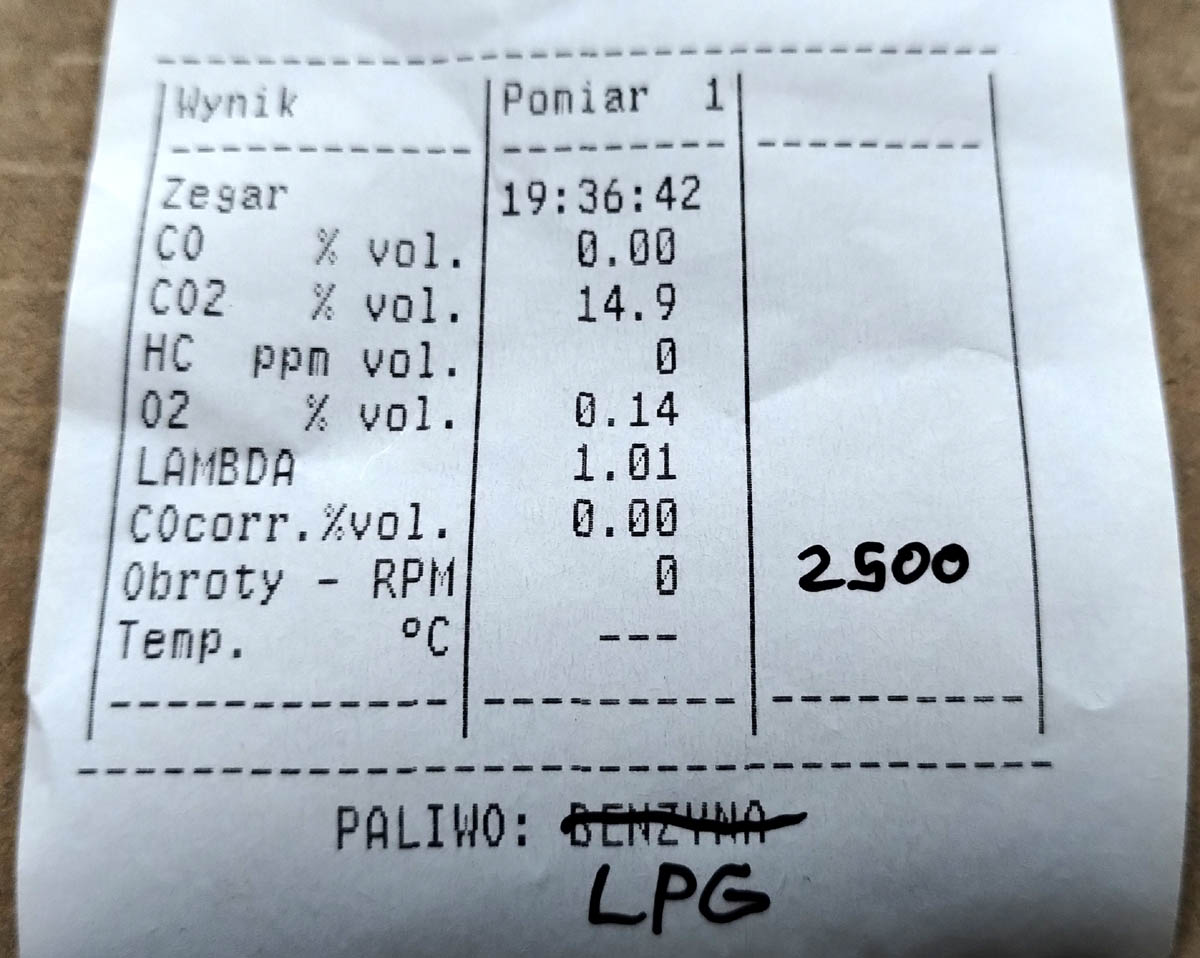 Wynik Pomiar 1
Zegar 19:36:42
CO % vol. 0.00
CO2 % vol. 14.9
HC ppm vol. 0
O2 % vol. 0.14
LAMBDA 1.01
COcorr.%vol. 0.00
Obroty - RPM 0 2500
Temp. °C ---
PALIWO: BENZYNA
LPG